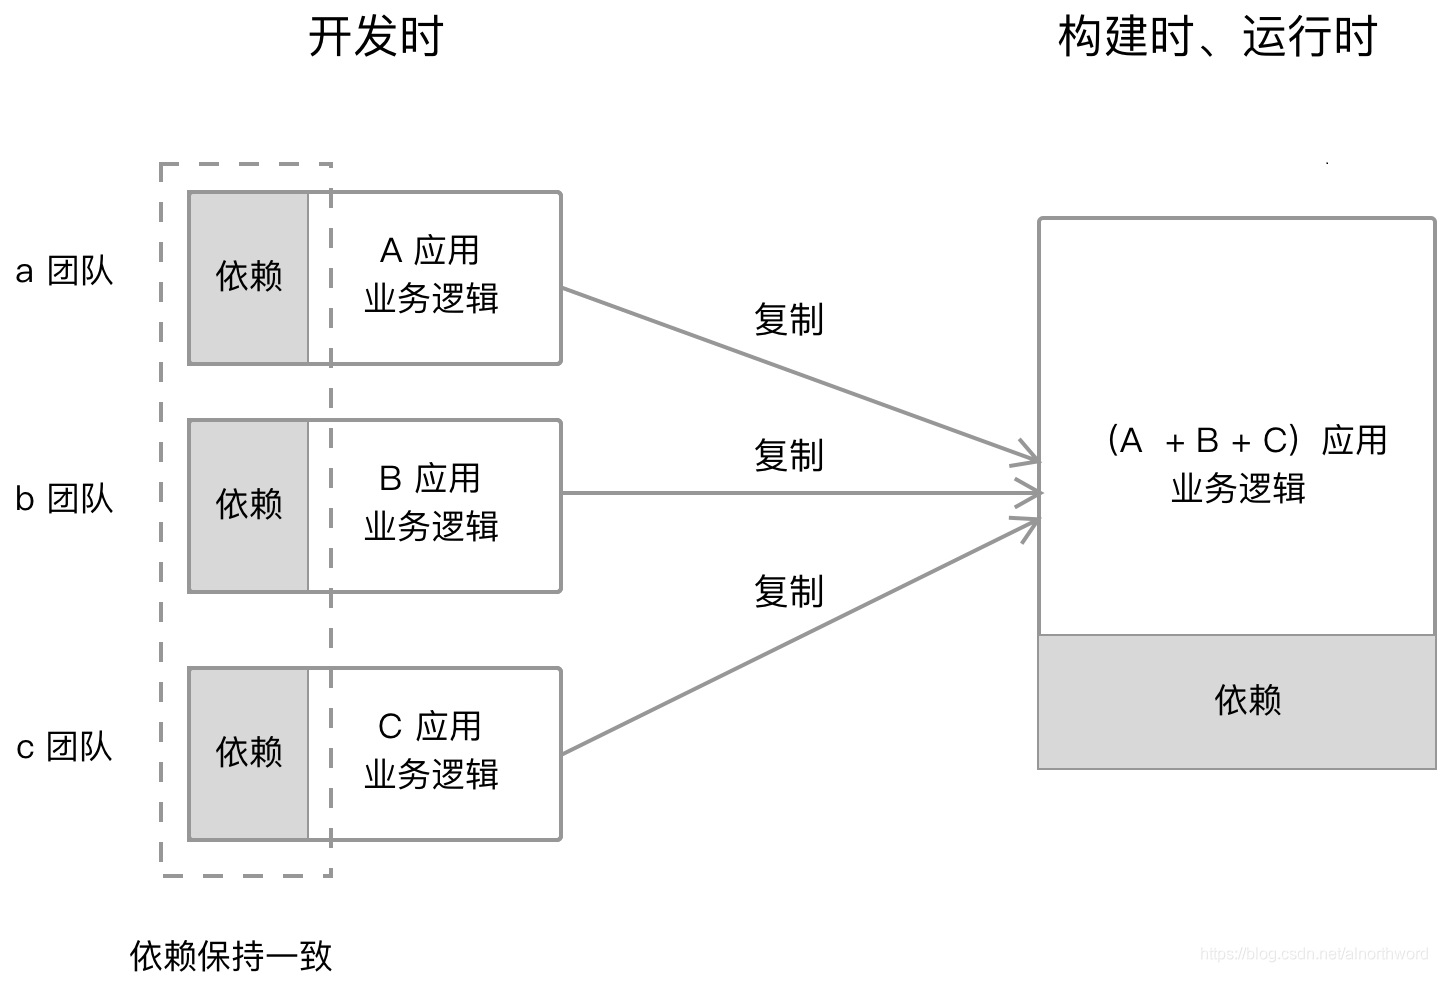 开发时
构建时、运行时
a 团队
依赖
A 应用
业务逻辑
复制
b 团队
依赖
B 应用
业务逻辑
复制
(A + B + C) 应用
业务逻辑
复制
c 团队
依赖
C 应用
业务逻辑
依赖
依赖保持一致
https://blog.csdn.net/alnorthword